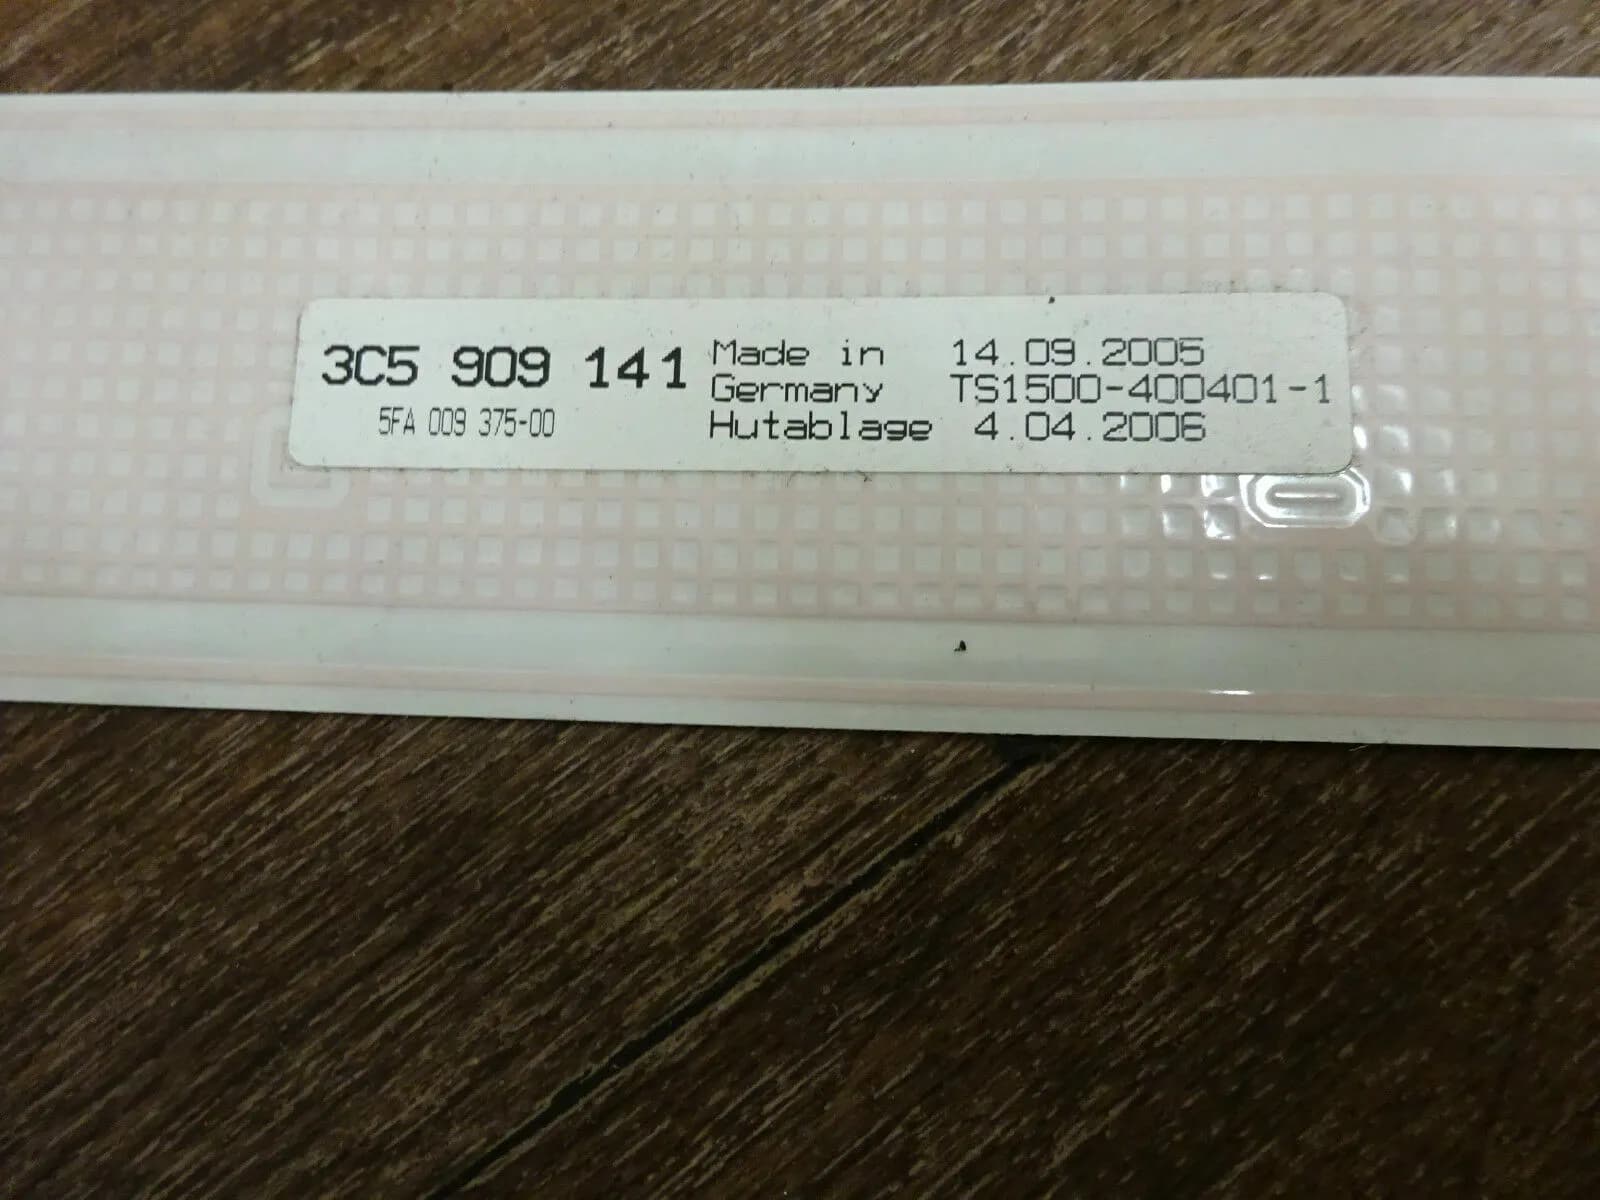 3C5 909 141
5FA 009 375-00
Made in 14.09.2005
Germany TS1500-400401-1
Hutablage 4.04.2006